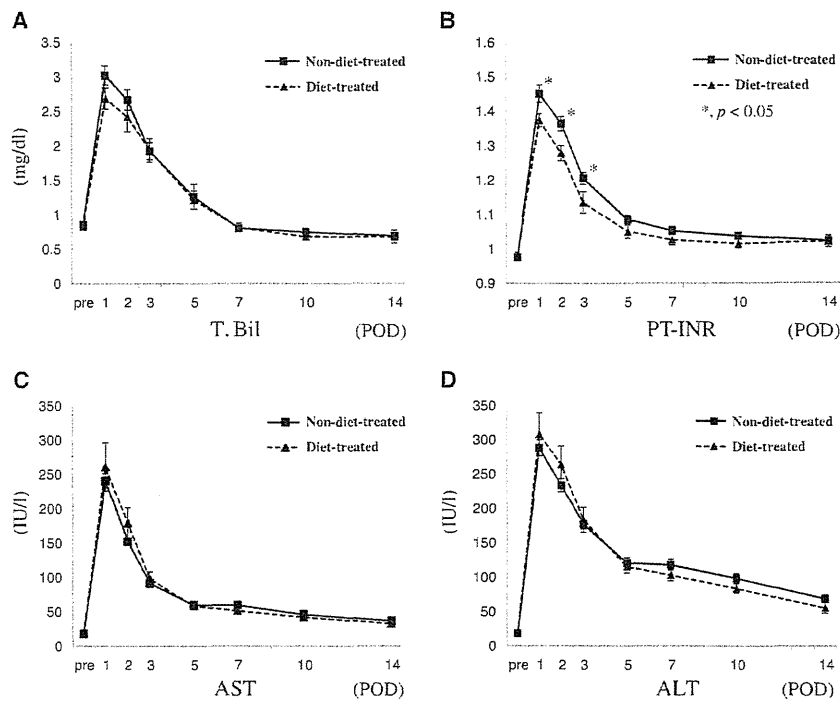 A
3.5
3
2.5
2
1.5
1
0.5
0
(mg/dl)
Non-diet-treated
Diet-treated
pre 1 2 3 5 7 10 14
T. Bil (POD)
B
1.6
1.5
1.4
1.3
1.2
1.1
1
0.9
Non-diet-treated
Diet-treated
*, p < 0.05
*
*
*
pre 1 2 3 5 7 10 14
PT-INR (POD)
C
350
300
250
200
150
100
50
0
(IU/l)
Non-diet-treated
Diet-treated
pre 1 2 3 5 7 10 14
AST (POD)
D
350
300
250
200
150
100
50
0
(IU/l)
Non-diet-treated
Diet-treated
pre 1 2 3 5 7 10 14
ALT (POD)